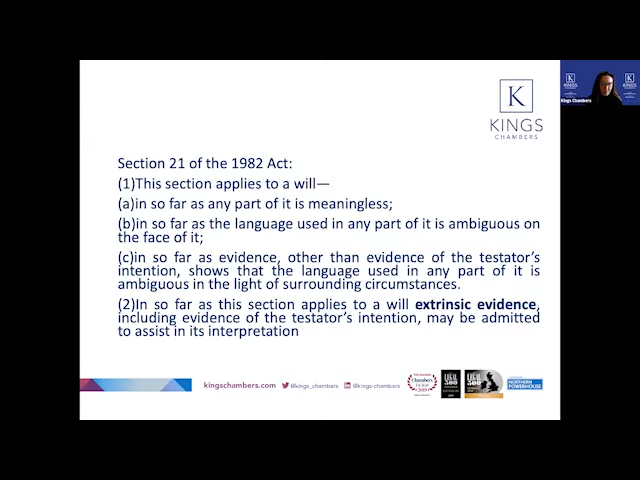 K
KINGS
CHAMBERS
Kings Chambers
Section 21 of the 1982 Act:
(1)This section applies to a will—
(a)in so far as any part of it is meaningless;
(b)in so far as the language used in any part of it is ambiguous on
the face of it;
(c)in so far as evidence, other than evidence of the testator's
intention, shows that the language used in any part of it is
ambiguous in the light of surrounding circumstances.
(2)In so far as this section applies to a will extrinsic evidence,
including evidence of the testator's intention, may be admitted
to assist in its interpretation
kingschambers.com
@kings_chambers
@kings-chambers
Chambers
LEGAL
500
LEGAL
500
NORTHERN
POWERHOUSE